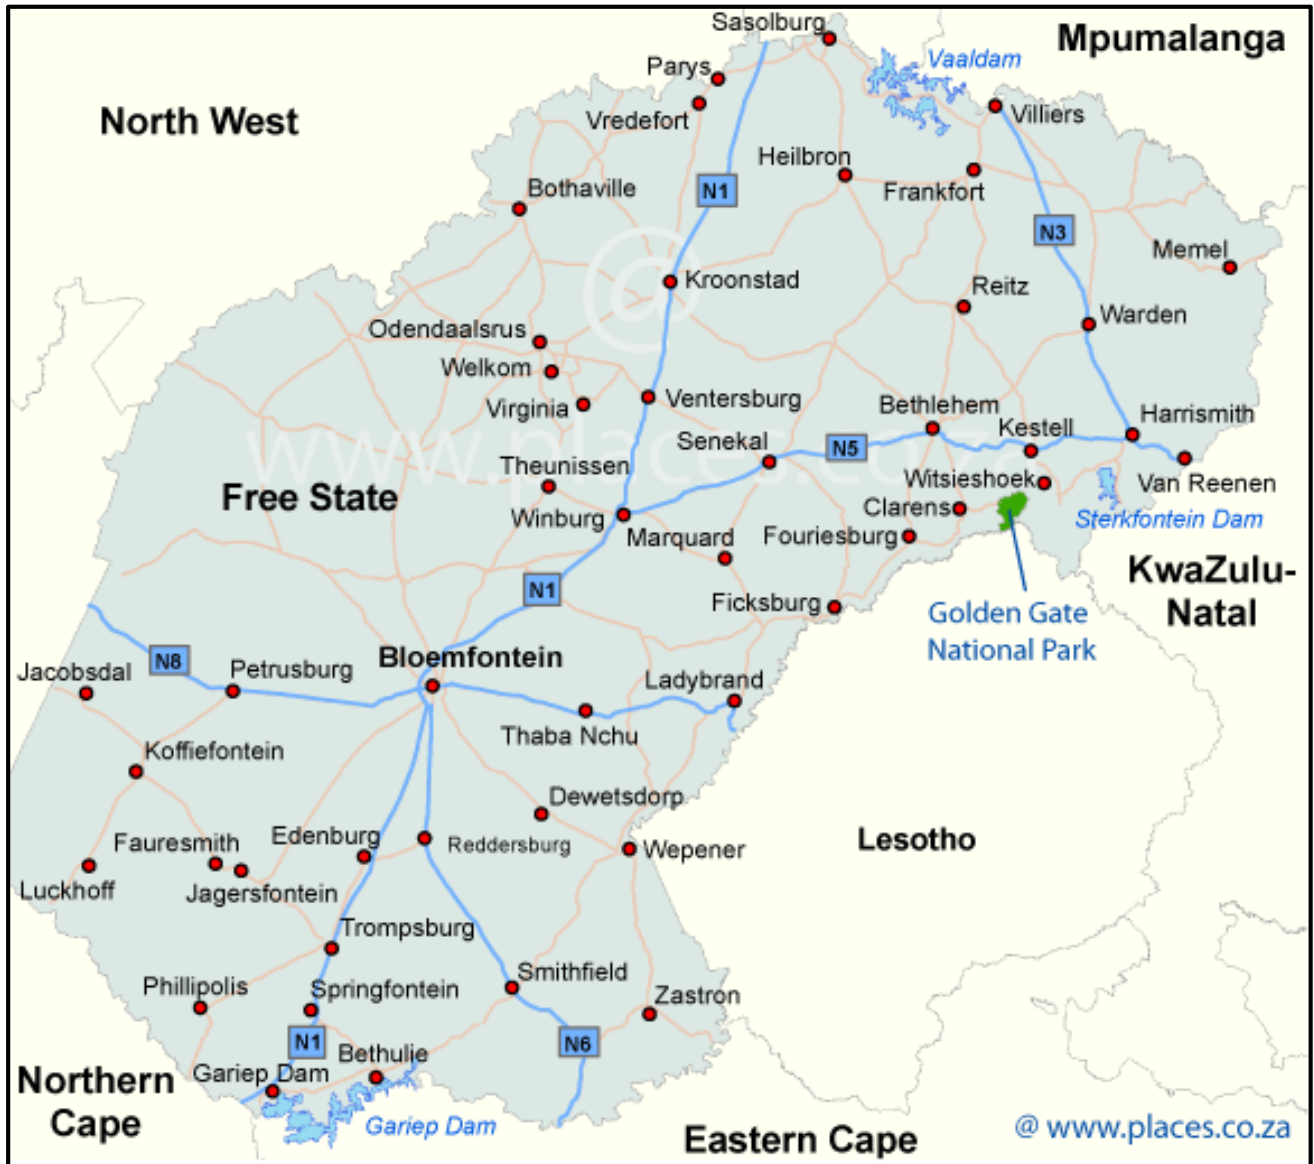 Sasolburg
Mpumalanga
Vaaldam
Parys
North West
Vredefort
Villiers
Heilbron
Frankfort
N1
Bothaville
N3
Memel
Kroonstad
Reitz
@
Odendaalsrus
Warden
Welkom
Virginia
Ventersburg
Bethlehem
Harrismith
Senekal
N5
Kestell
www.places.co.za
Theunissen
Witsieshoek
Van Reenen
Free State
Winburg
Clarens
Sterkfontein Dam
Marquard
Fouriesburg
N1
Ficksburg
KwaZulu-
Natal
Golden Gate
National Park
Bloemfontein
N8
Jacobsdal
Petrusburg
Ladybrand
Thaba Nchu
Koffiefontein
Dewetsdorp
Fauresmith
Edenburg
Reddersburg
Wepener
Lesotho
Luckhoff
Jagersfontein
Trompsburg
Smithfield
Phillipolis
Springfontein
Zastron
N1
N6
Bethulie
Gariep Dam
Northern
Cape
Gariep Dam
Eastern Cape
@ www.places.co.za